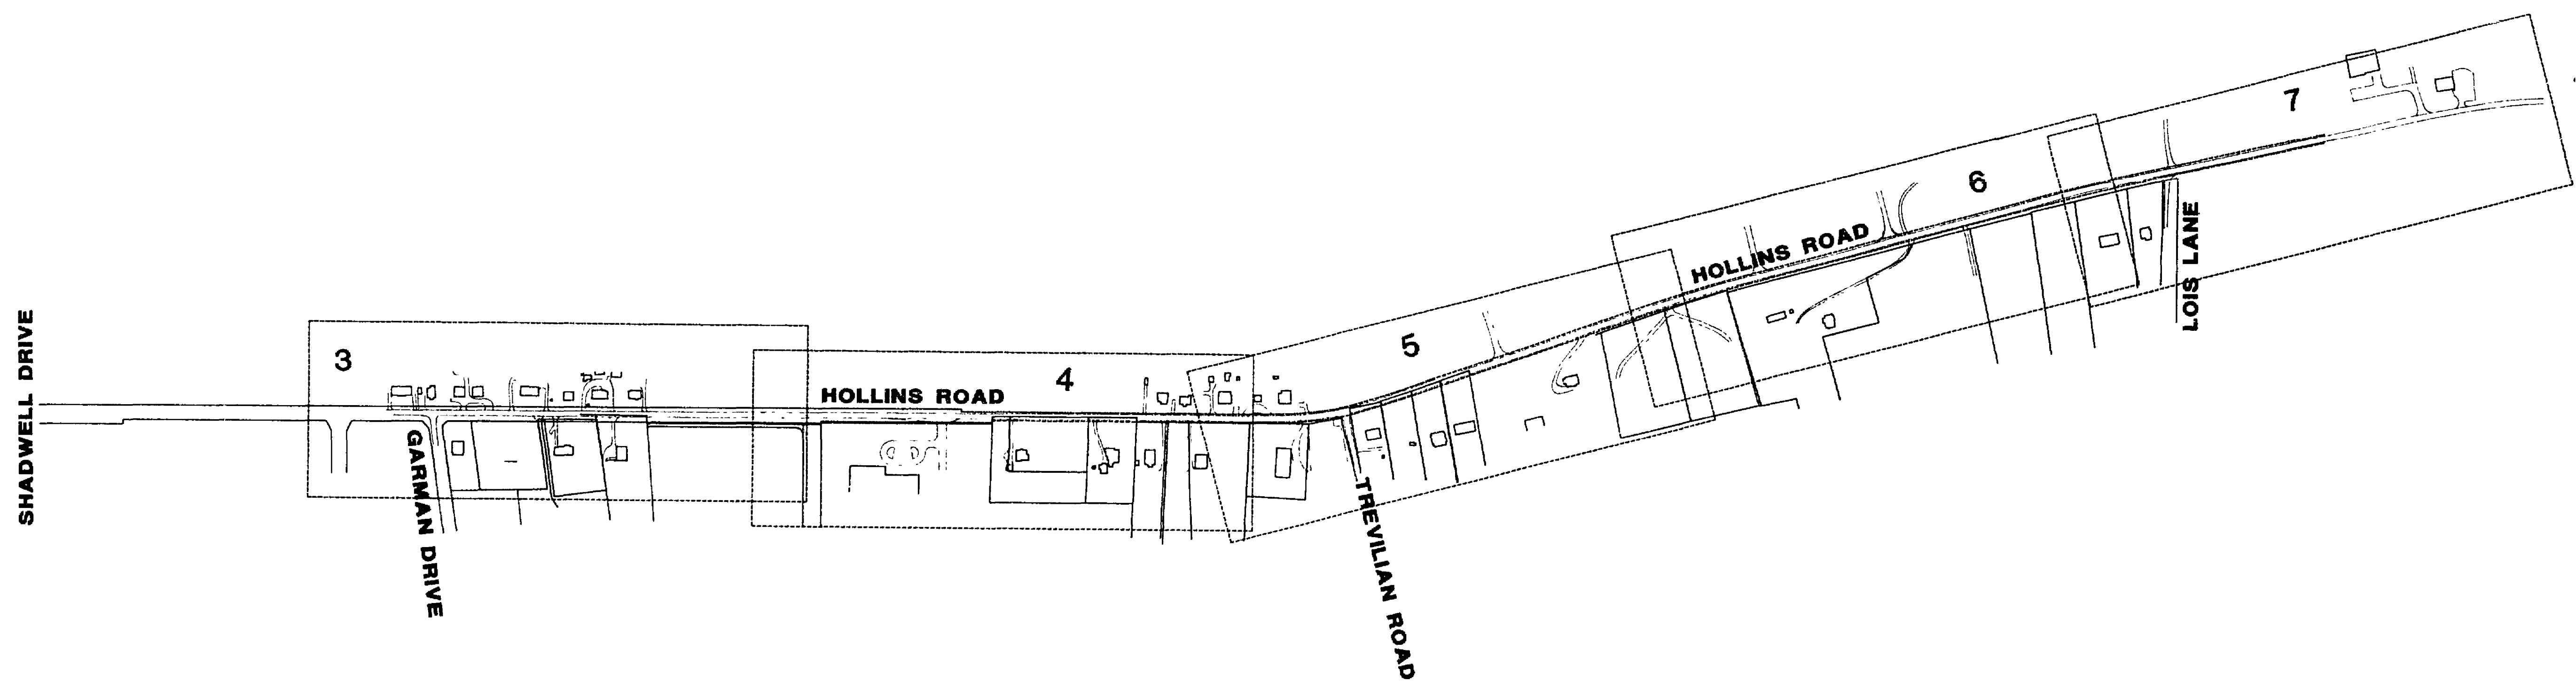 SHADWELL DRIVE
3
GARMAN DRIVE
HOLLINS ROAD
4
5
TREVILIAN ROAD
HOLLINS ROAD
6
7
LOIS LANE